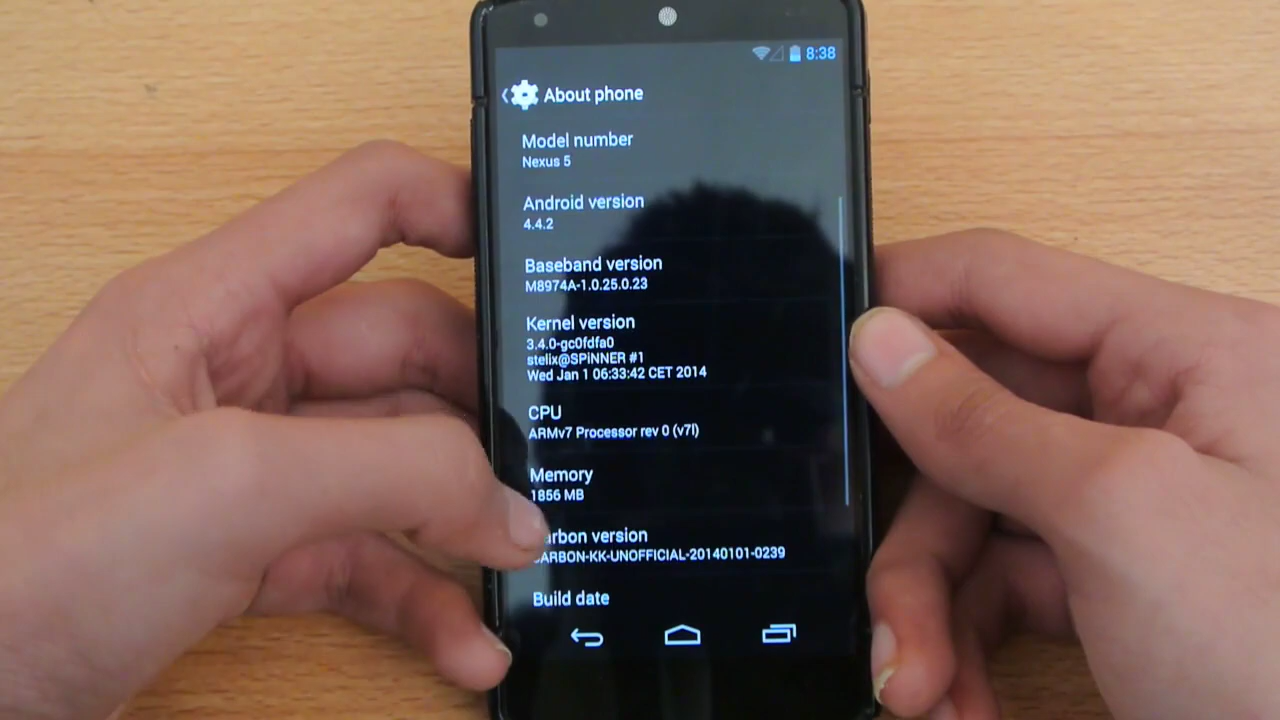 8:38
About phone
Model number
Nexus 5
Android version
4.4.2
Baseband version
M8974A-1.0.25.0.23
Kernel version
3.4.0-gc0fdfa0
stelix@SPiNNER #1
Wed Jan 1 06:33:42 CET 2014
CPU
ARMv7 Processor rev 0 (v7l)
Memory
1856 MB
arbon version
ARBON-KK-UNOFFICIAL-20140101-0239
Build date